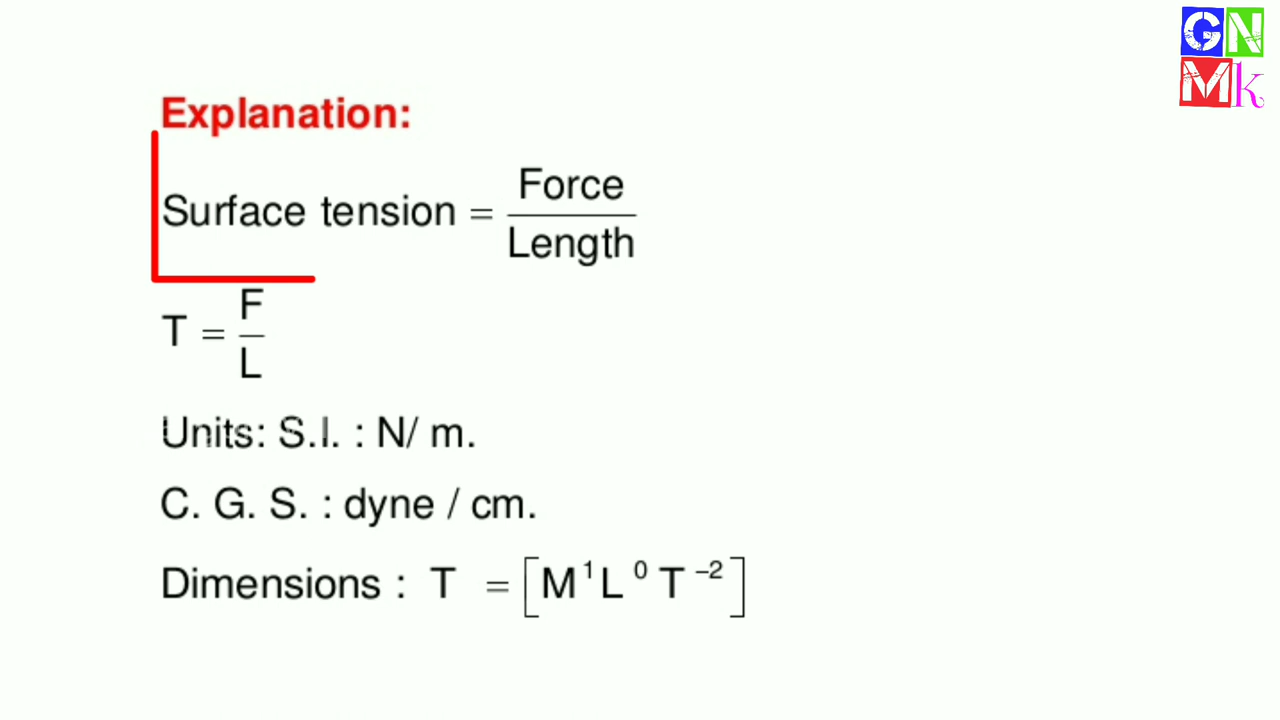 GN
Mk
Explanation:
Surface tension = Force / Length
T = F / L
Units: S.I. : N/ m.
C. G. S. : dyne / cm.
Dimensions : T = [M¹L⁰T⁻²]